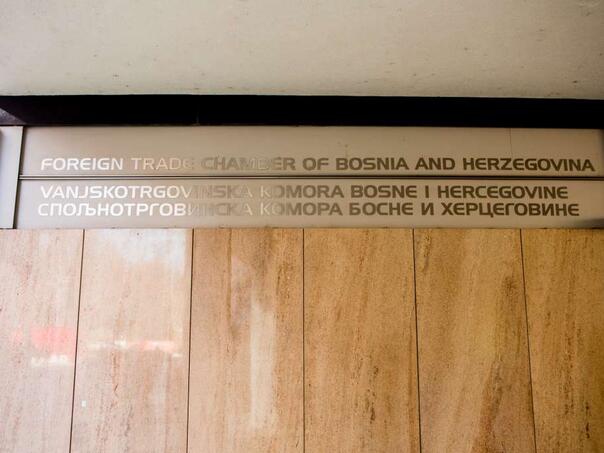 FOREIGN TRADE CHAMBER OF BOSNIA AND HERZEGOVINA
VANJSKOTRGOVINSKA KOMORA BOSNE I HERCEGOVINE
СПОЉНОТРГОВИНСКА КОМОРА БОСНЕ И ХЕРЦЕГОВИНЕ